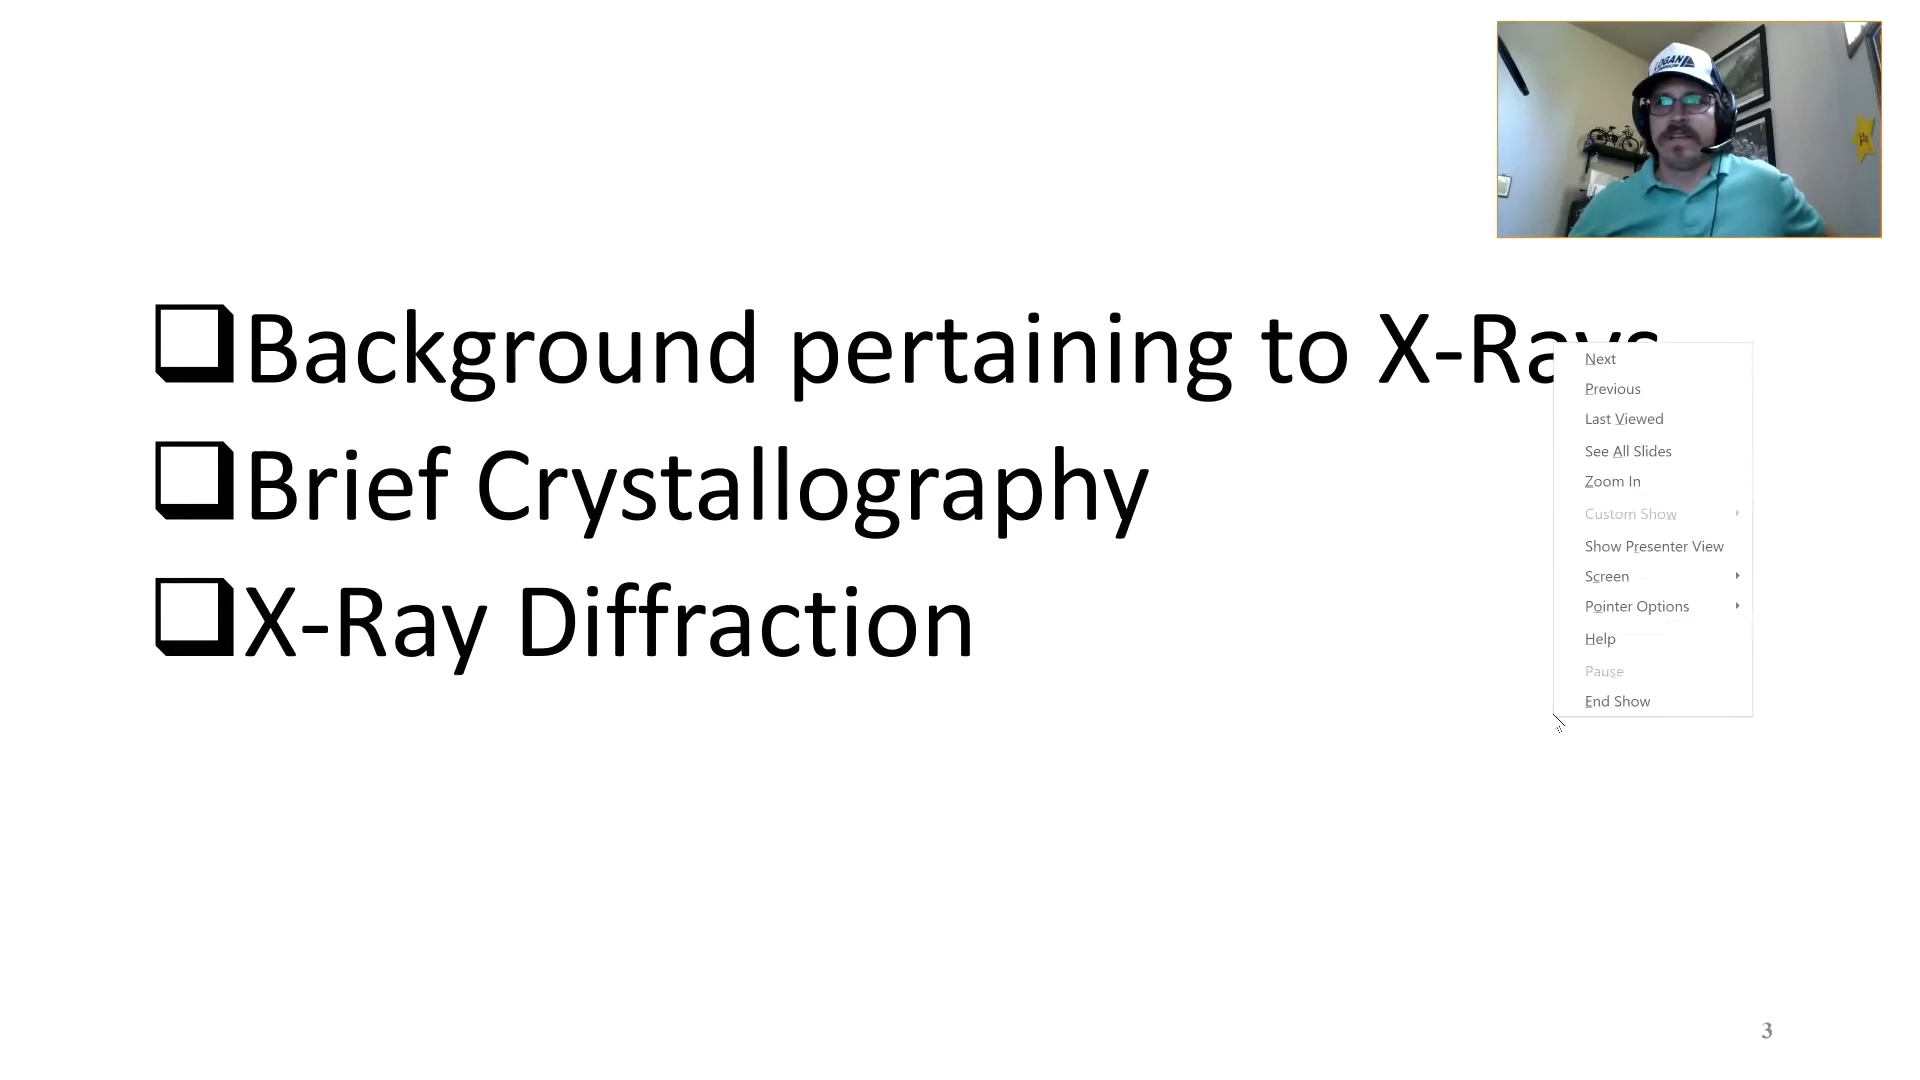 Background pertaining to X-Rays
Brief Crystallography
X-Ray Diffraction
Next
Previous
Last Viewed
See All Slides
Zoom In
Custom Show
Show Presenter View
Screen
Pointer Options
Help
Pause
End Show
3